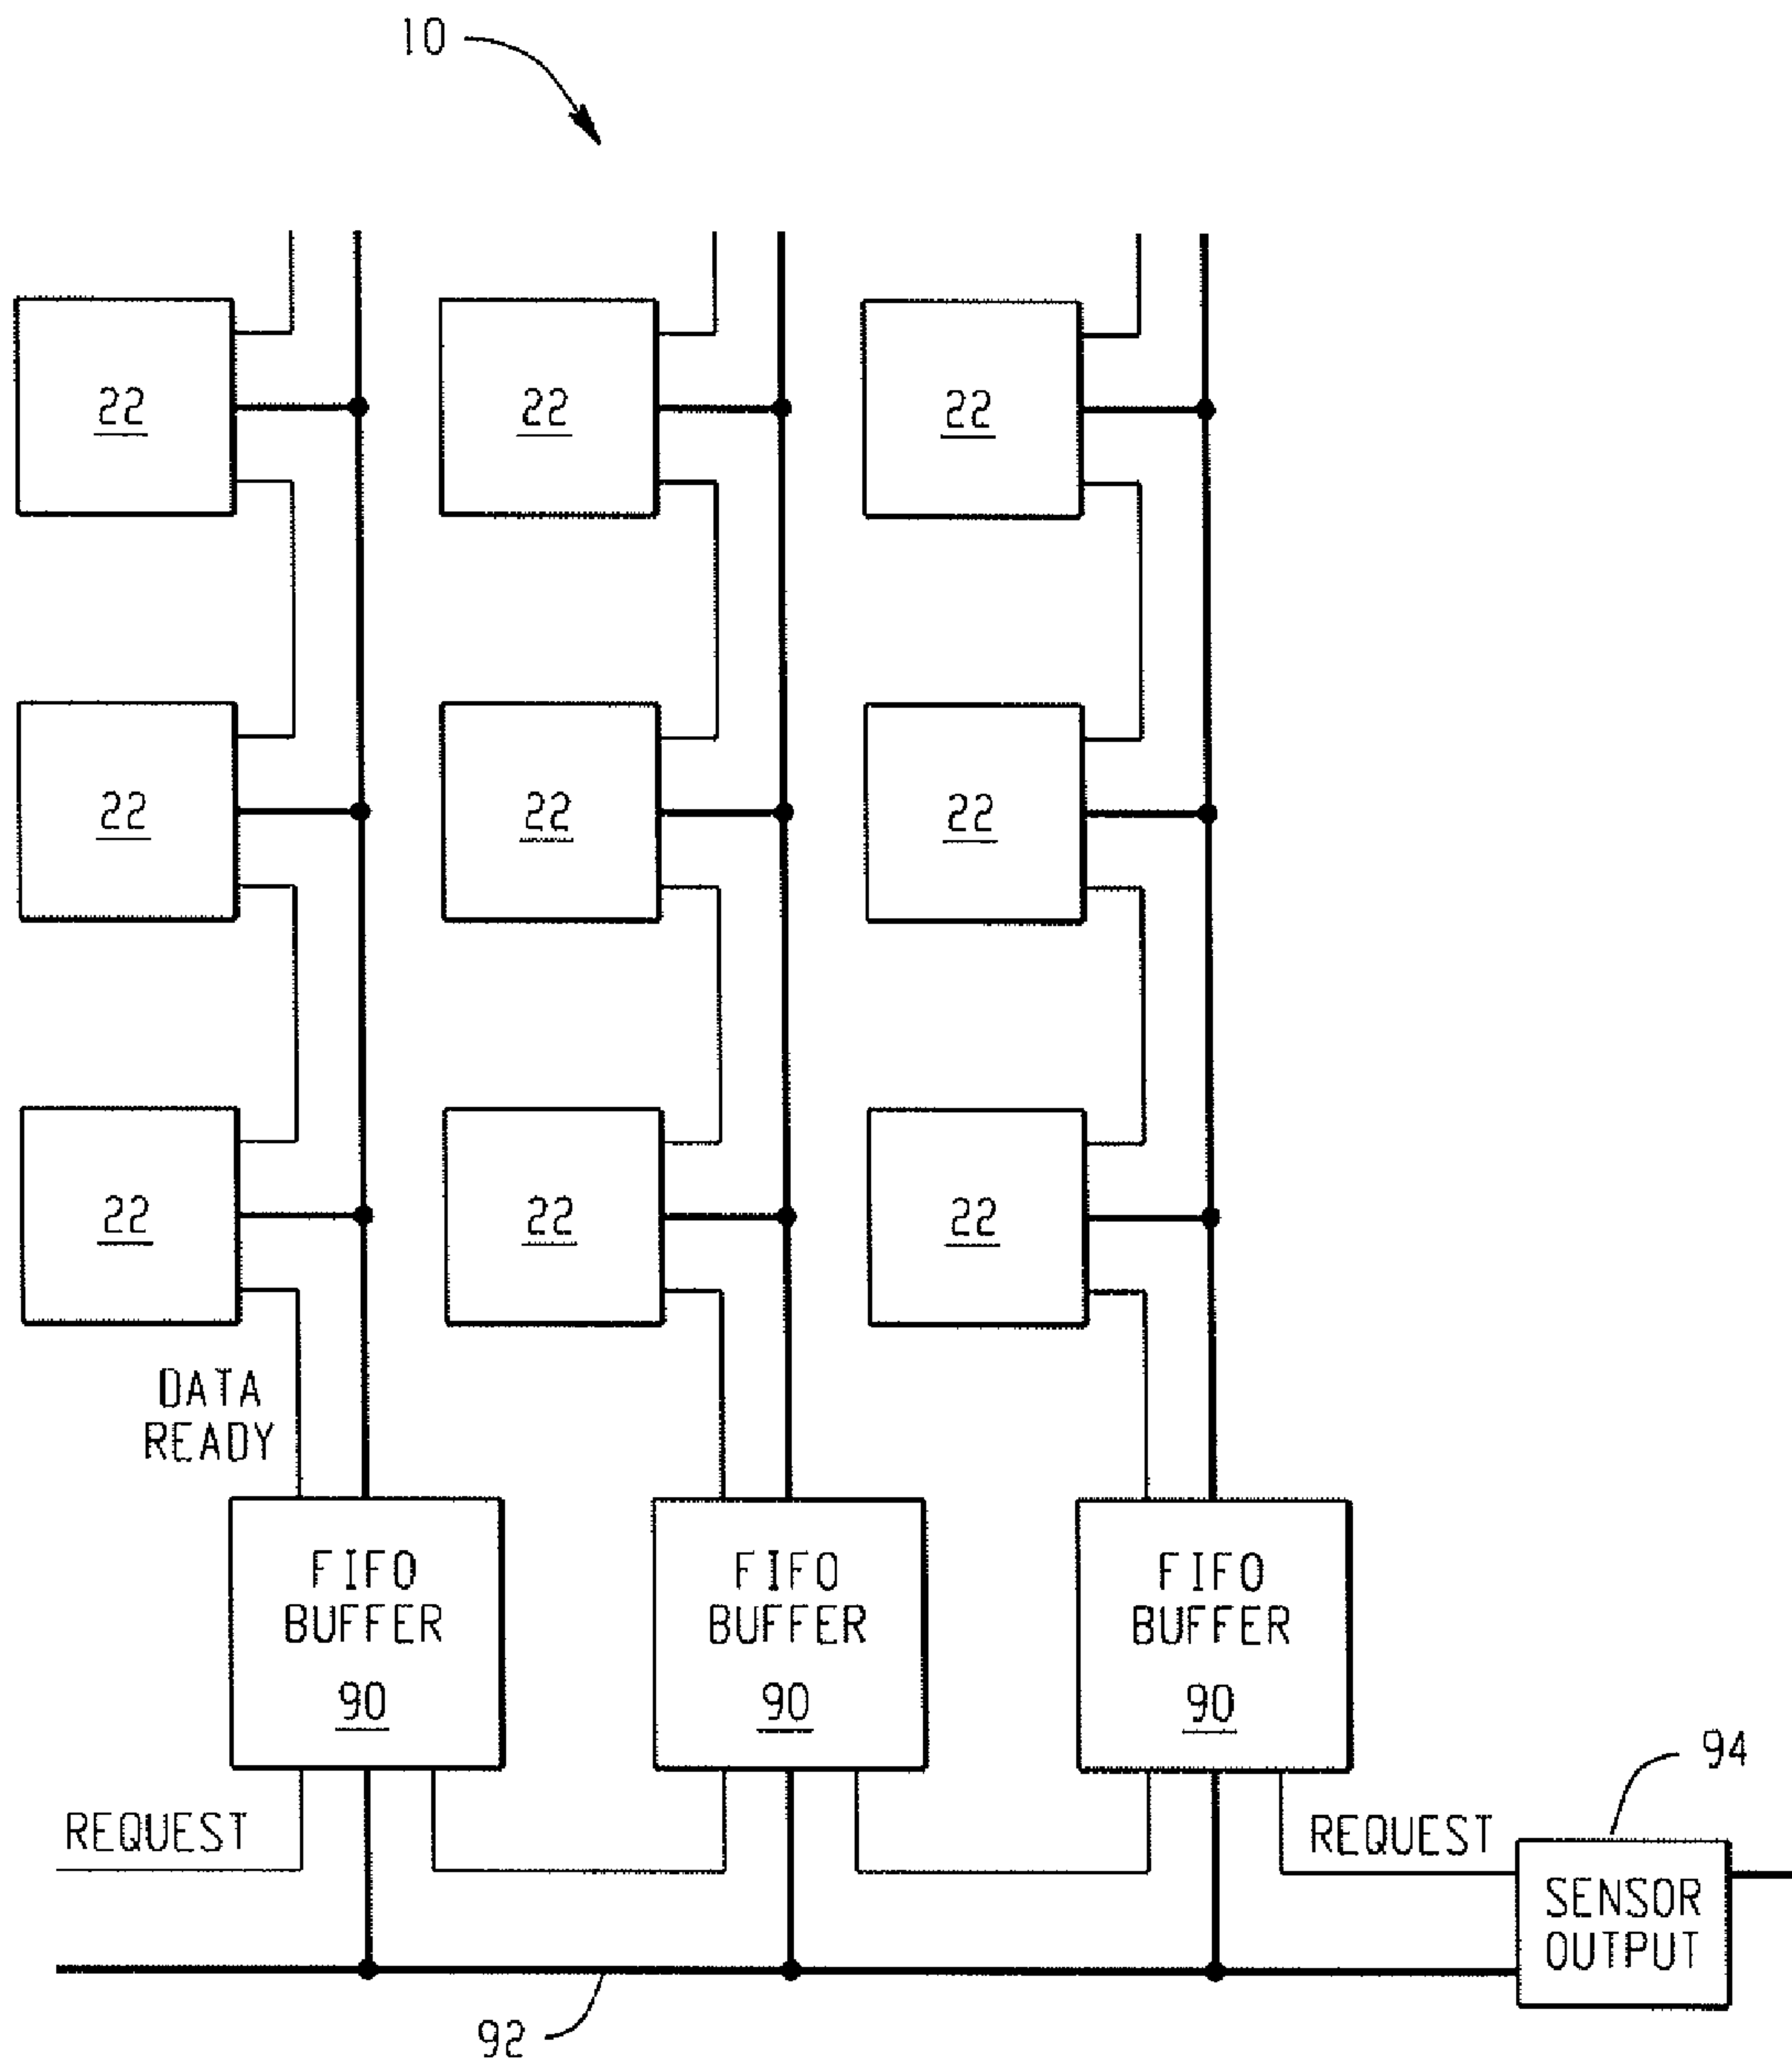 10
22 22 22
22 22 22
22 22 22
DATA
READY
FIFO
BUFFER
90
FIFO
BUFFER
90
FIFO
BUFFER
90
94
REQUEST
REQUEST
SENSOR
OUTPUT
92